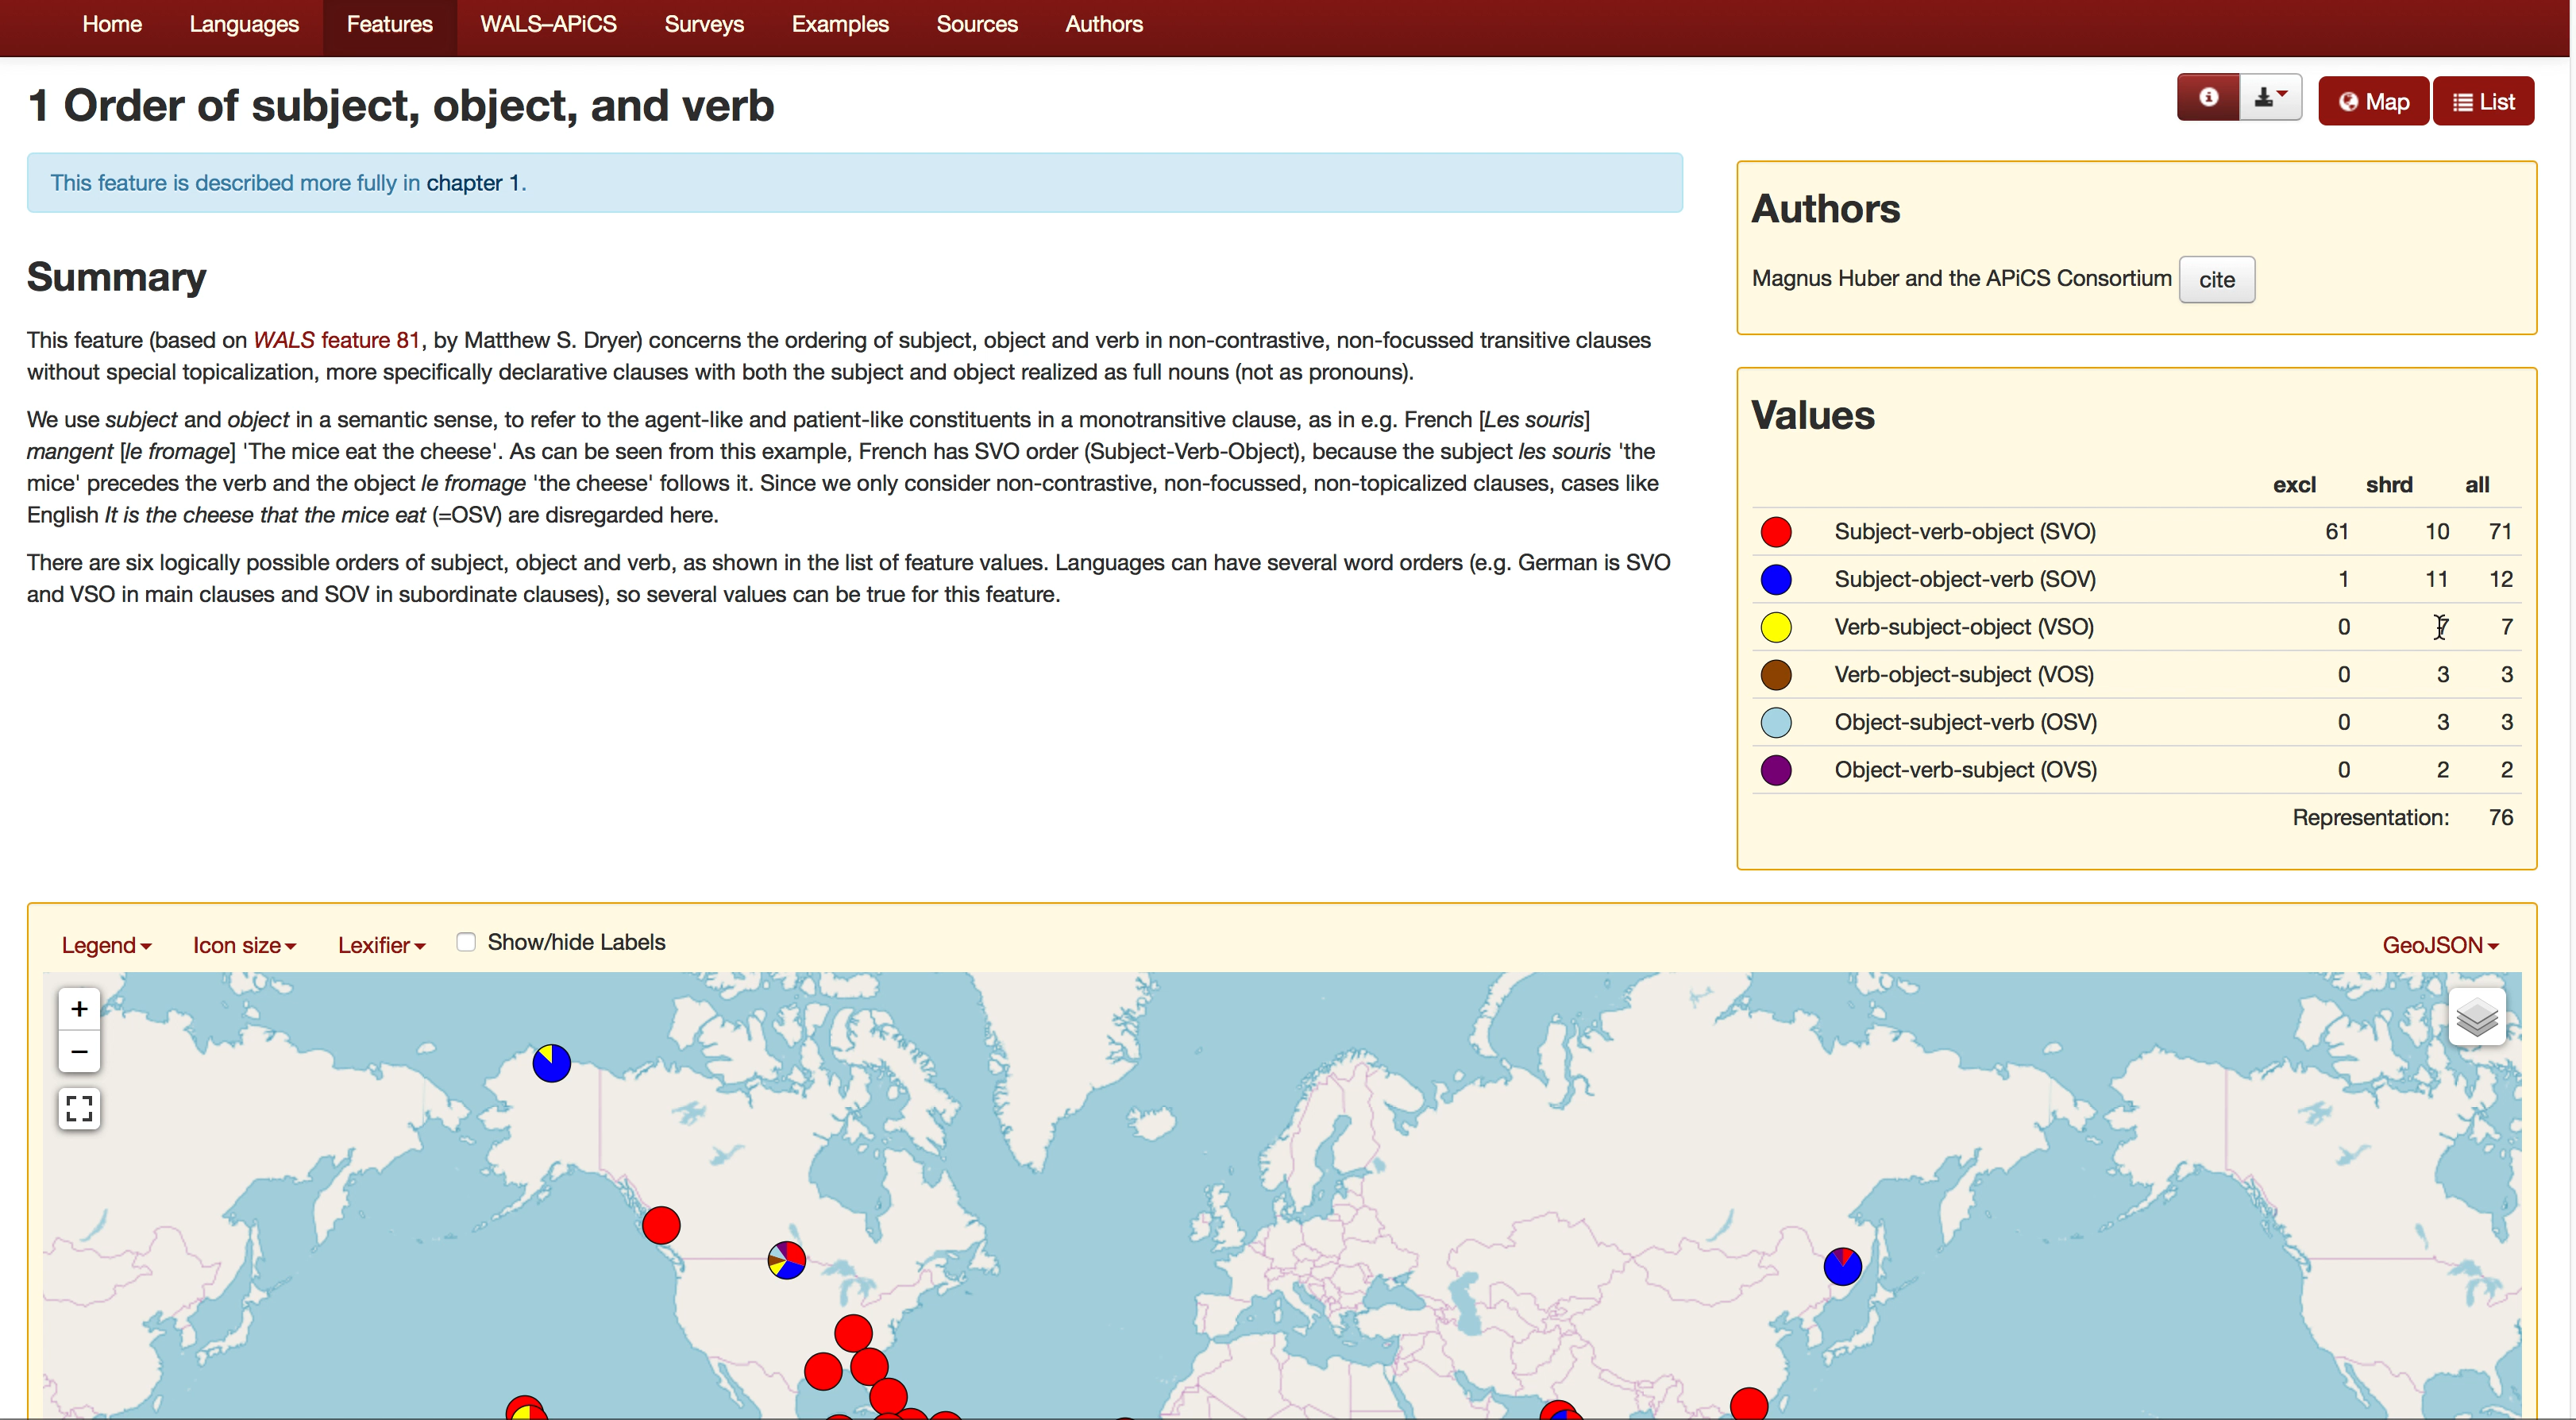 Home Languages Features WALS–APiCS Surveys Examples Sources Authors
1 Order of subject, object, and verb
Map List
This feature is described more fully in chapter 1.
Summary
This feature (based on WALS feature 81, by Matthew S. Dryer) concerns the ordering of subject, object and verb in non-contrastive, non-focussed transitive clauses
without special topicalization, more specifically declarative clauses with both the subject and object realized as full nouns (not as pronouns).
We use subject and object in a semantic sense, to refer to the agent-like and patient-like constituents in a monotransitive clause, as in e.g. French [Les souris]
mangent [le fromage] 'The mice eat the cheese'. As can be seen from this example, French has SVO order (Subject-Verb-Object), because the subject les souris 'the
mice' precedes the verb and the object le fromage 'the cheese' follows it. Since we only consider non-contrastive, non-focussed, non-topicalized clauses, cases like
English It is the cheese that the mice eat (=OSV) are disregarded here.
There are six logically possible orders of subject, object and verb, as shown in the list of feature values. Languages can have several word orders (e.g. German is SVO
and VSO in main clauses and SOV in subordinate clauses), so several values can be true for this feature.
Authors
Magnus Huber and the APiCS Consortium cite
Values
excl shrd all
Subject-verb-object (SVO) 61 10 71
Subject-object-verb (SOV) 1 11 12
Verb-subject-object (VSO) 0 7 7
Verb-object-subject (VOS) 0 3 3
Object-subject-verb (OSV) 0 3 3
Object-verb-subject (OVS) 0 2 2
Representation: 76
Legend Icon size Lexifier Show/hide Labels GeoJSON
+
−